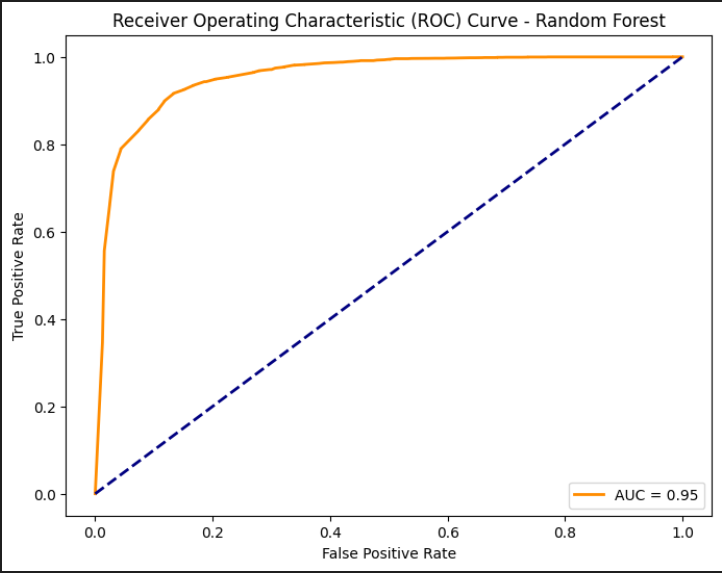 Receiver Operating Characteristic (ROC) Curve - Random Forest
True Positive Rate
1.0
0.8
0.6
0.4
0.2
0.0
AUC = 0.95
0.0 0.2 0.4 0.6 0.8 1.0
False Positive Rate